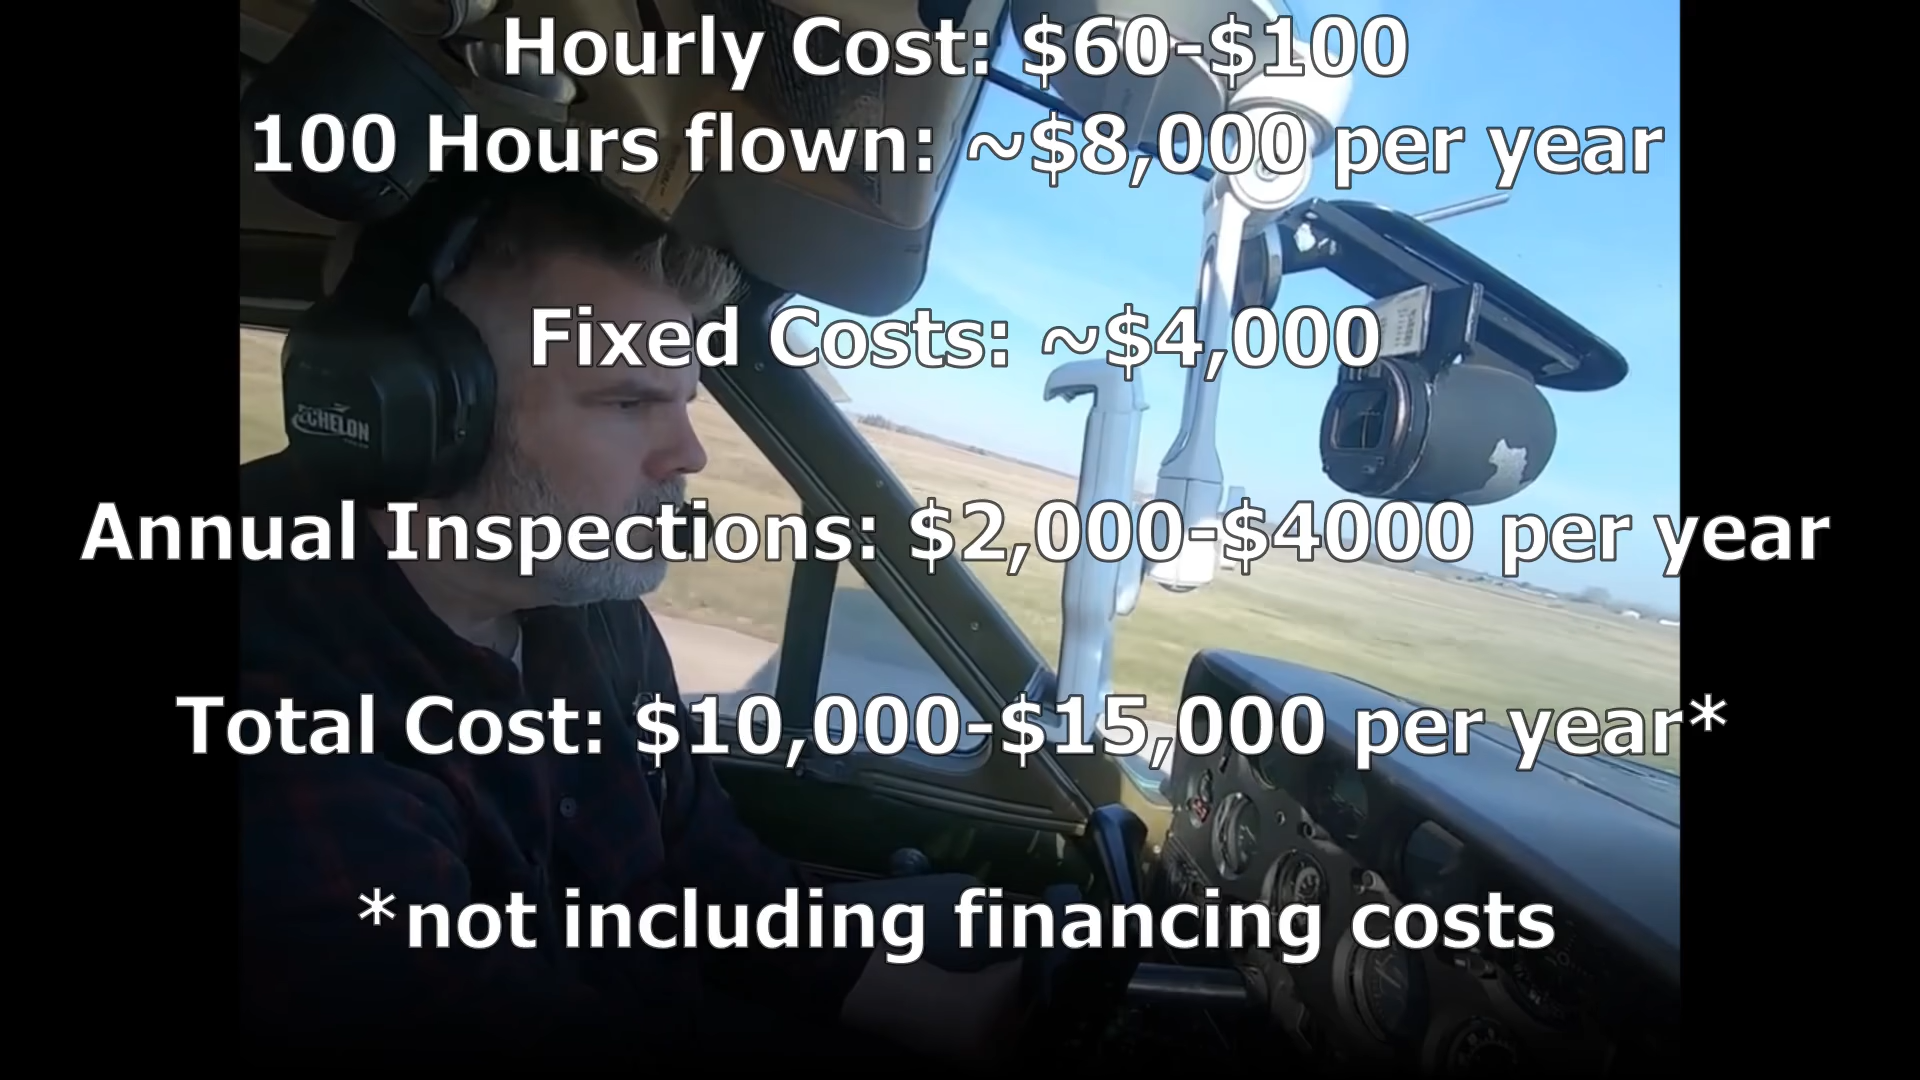 Hourly Cost: $60-$100
100 Hours flown: ~$8,000 per year
Fixed Costs: ~$4,000
ECHELON
Annual Inspections: $2,000-$4000 per year
Total Cost: $10,000-$15,000 per year*
*not including financing costs